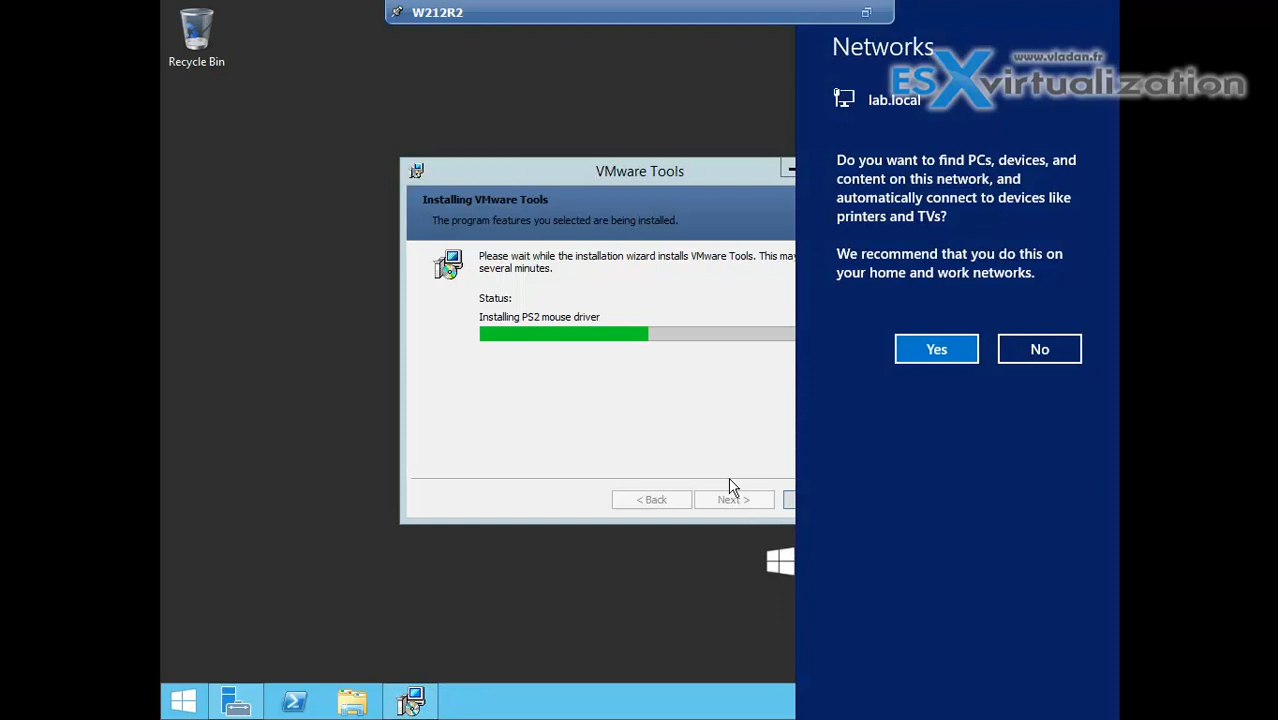 W212R2
Recycle Bin
Networks
www.vladan.fr
ESXvirtualization
lab.local
Do you want to find PCs, devices, and
content on this network, and
automatically connect to devices like
printers and TVs?
We recommend that you do this on
your home and work networks.
Yes
No
VMware Tools
Installing VMware Tools
The program features you selected are being installed.
Please wait while the installation wizard installs VMware Tools. This may
several minutes.
Status:
Installing PS2 mouse driver
< Back
Next >